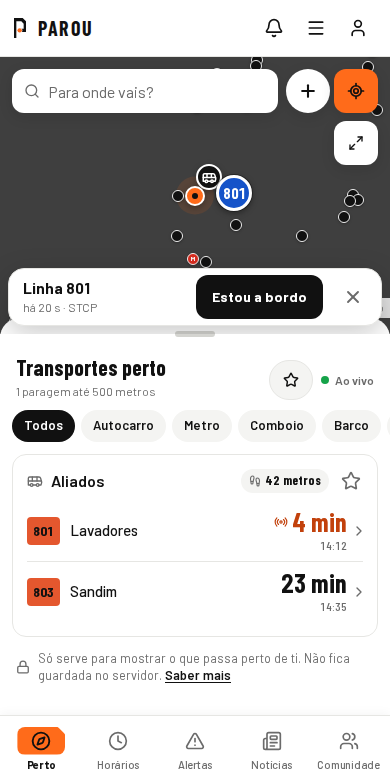 PAROU
Para onde vais?
801
M
Linha 801
há 20 s · STCP
Estou a bordo
Transportes perto
1 paragem até 500 metros
Ao vivo
Todos
Autocarro
Metro
Comboio
Barco
Aliados
42 metros
801 Lavadores 4 min
14:12
803 Sandim 23 min
14:35
Só serve para mostrar o que passa perto de ti. Não fica
guardada no servidor. Saber mais
Perto
Horários
Alertas
Notícias
Comunidade